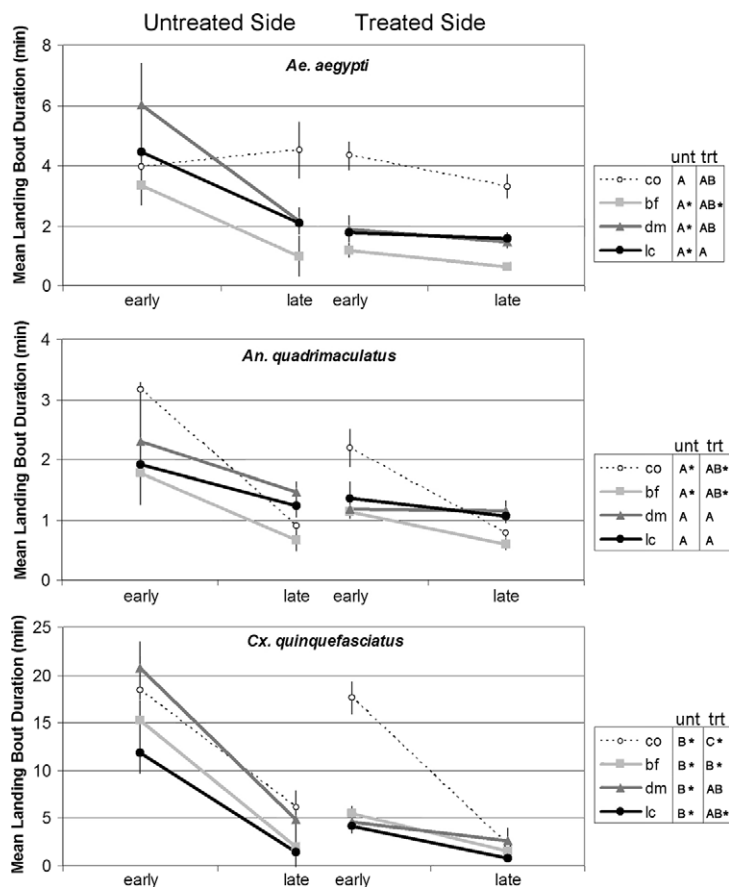 Untreated Side Treated Side
Mean Landing Bout Duration (min)
Ae. aegypti
8
6
4
2
0
early late early late
unt trt
co A AB
bf A* AB*
dm A* AB
lc A* A
Mean Landing Bout Duration (min)
An. quadrimaculatus
4
3
2
1
0
early late early late
unt trt
co A* AB*
bf A* AB*
dm A A
lc A A
Mean Landing Bout Duration (min)
Cx. quinquefasciatus
25
20
15
10
5
0
early late early late
unt trt
co B* C*
bf B* B*
dm B* AB
lc B* AB*